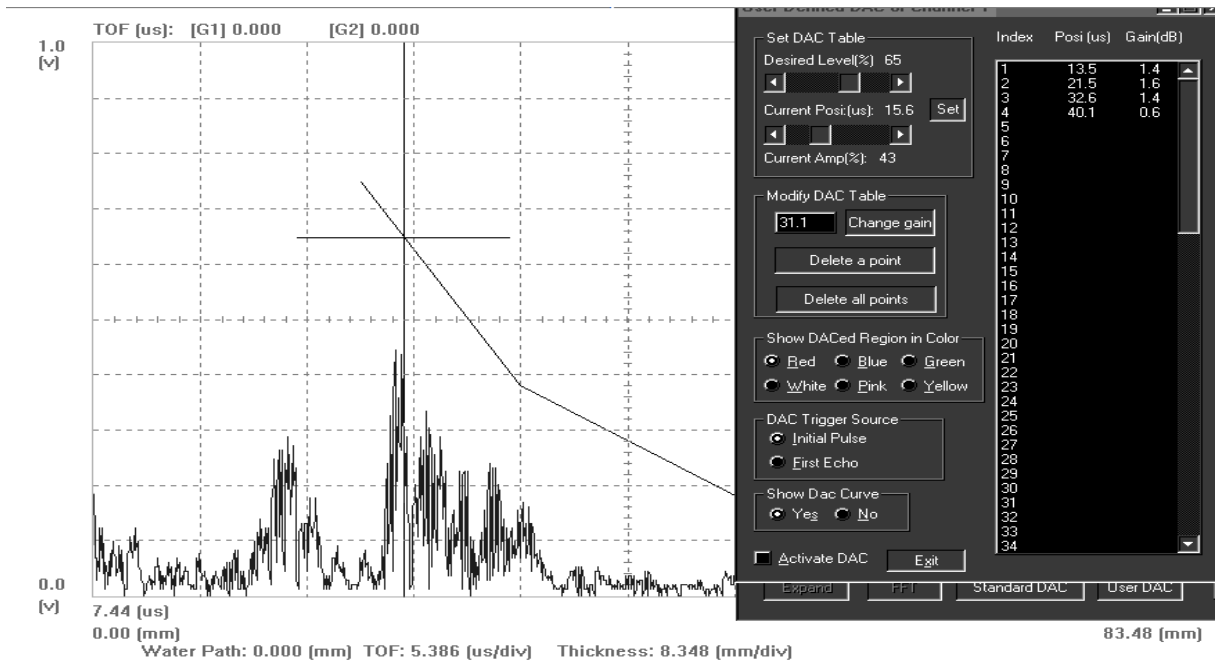 TOF (us): [G1] 0.000 [G2] 0.000
1.0
(v)
0.0
(v)
7.44 (us)
0.00 (mm)
83.48 (mm)
Water Path: 0.000 (mm) TOF: 5.386 (us/div) Thickness: 8.348 (mm/div)
User Defined DAC of Channel 1
Set DAC Table
Desired Level(%) 65
Current Posi:(us): 15.6 Set
Current Amp(%): 43
Modify DAC Table
31.1 Change gain
Delete a point
Delete all points
Show DACed Region in Color
Red Blue Green
White Pink Yellow
DAC Trigger Source
Initial Pulse
First Echo
Show Dac Curve
Yes No
Activate DAC Exit
Index Posi (us) Gain(dB)
1 13.5 1.4
2 21.5 1.6
3 32.6 1.4
4 40.1 0.6
5
6
7
8
9
10
11
12
13
14
15
16
17
18
19
20
21
22
23
24
25
26
27
28
29
30
31
32
33
34
Expand FFT Standard DAC User DAC